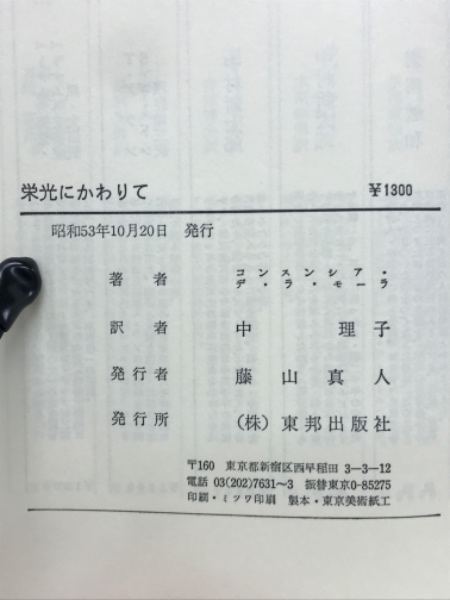 栄光にかわりて ¥1300
昭和53年10月20日 発行
著者 コンスンシア・
デ・ラ・モーラ
訳者 中 理子
発行者 藤山真人
発行所 (株)東邦出版社
〒160 東京都新宿区西早稲田 3−3−12
電話 03(202)7631〜3 振替東京0-85275
印刷・ミツワ印刷 製本・東京美術紙工